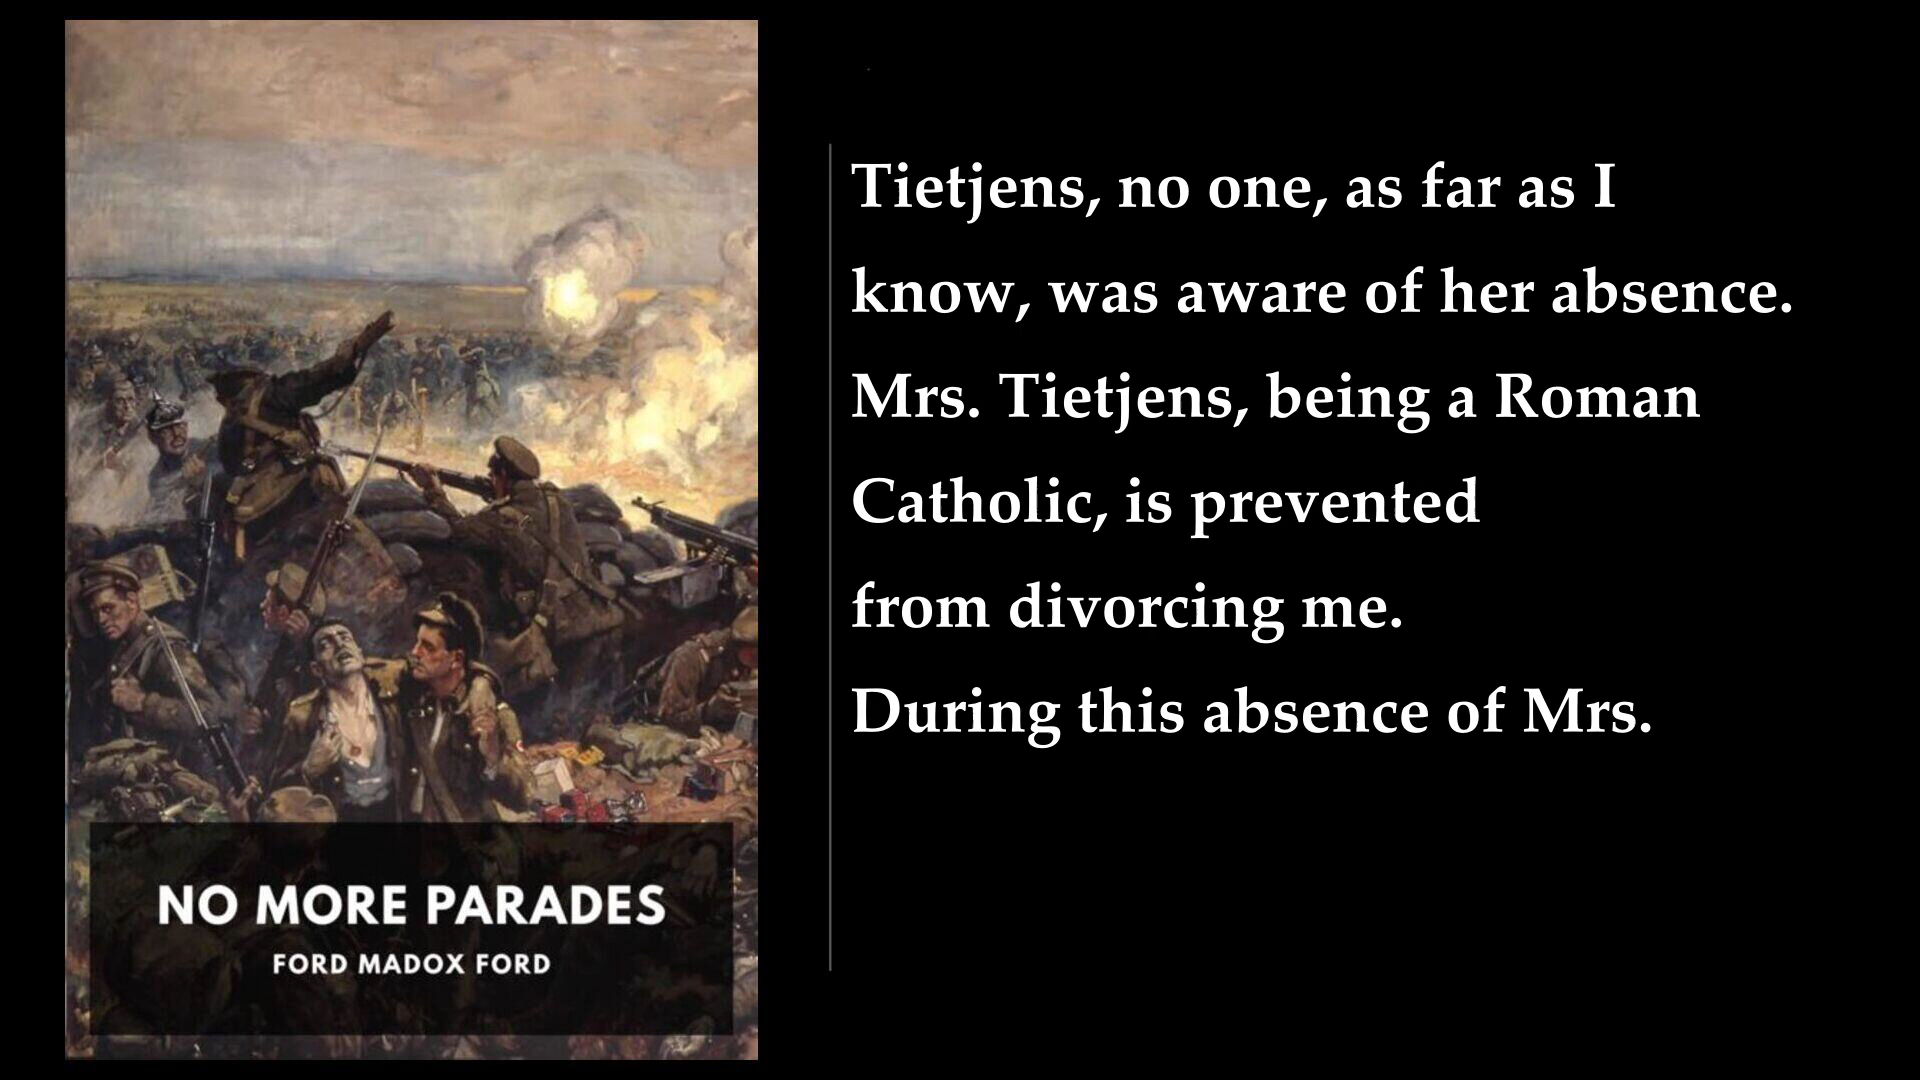 NO MORE PARADES
FORD MADOX FORD
Tietjens, no one, as far as I
know, was aware of her absence.
Mrs. Tietjens, being a Roman
Catholic, is prevented
from divorcing me.
During this absence of Mrs.